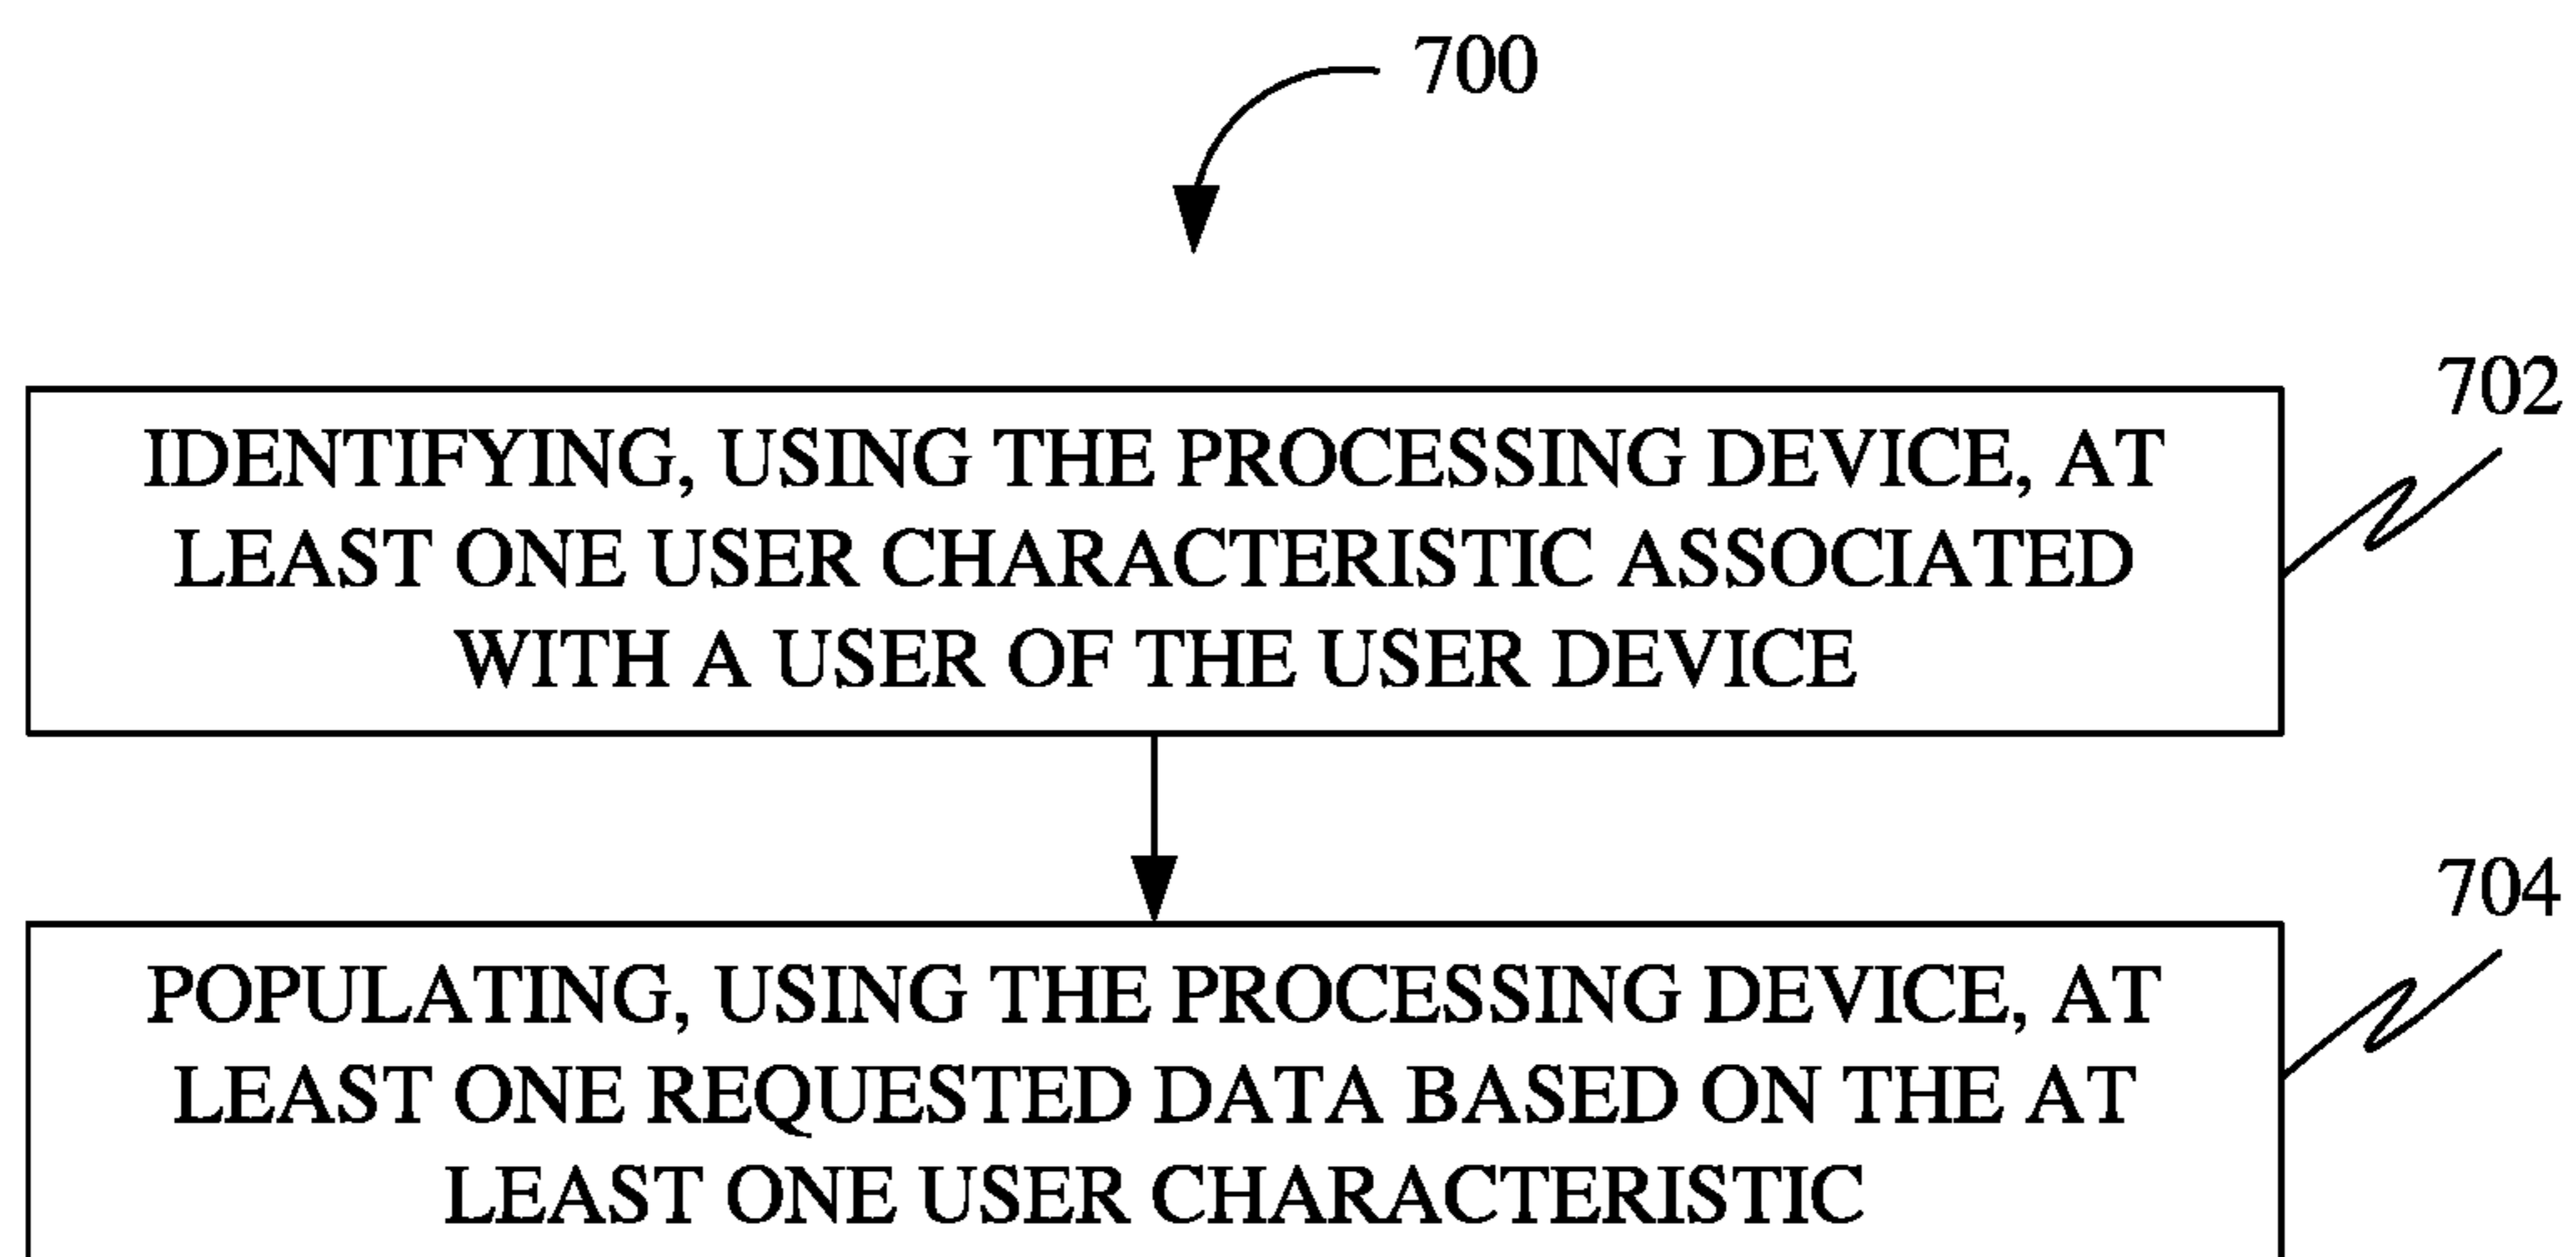 700
702
IDENTIFYING, USING THE PROCESSING DEVICE, AT
LEAST ONE USER CHARACTERISTIC ASSOCIATED
WITH A USER OF THE USER DEVICE
704
POPULATING, USING THE PROCESSING DEVICE, AT
LEAST ONE REQUESTED DATA BASED ON THE AT
LEAST ONE USER CHARACTERISTIC